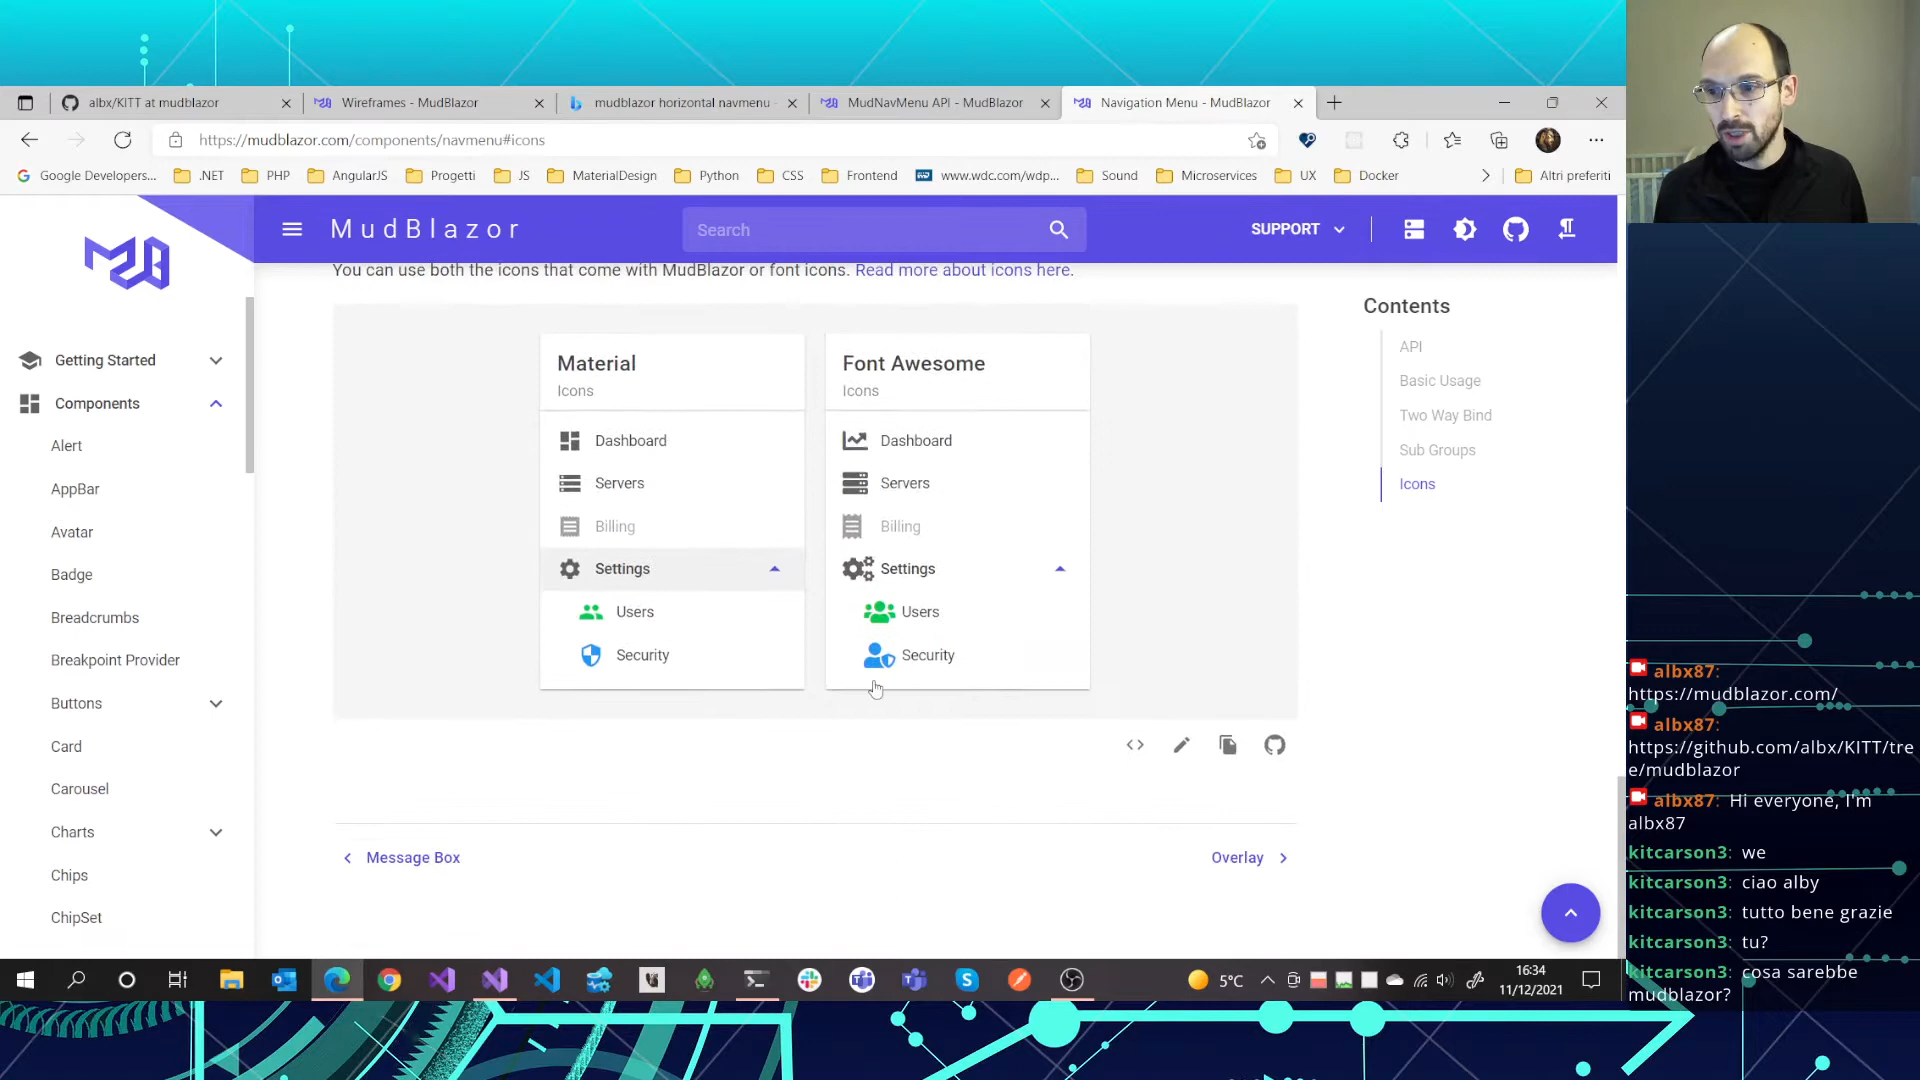 albx/KITT at mudblazor
Wireframes - MudBlazor
mudblazor horizontal navmenu -
MudNavMenu API - MudBlazor
Navigation Menu - MudBlazor
https://mudblazor.com/components/navmenu#icons
Google Developers...
.NET
PHP
AngularJS
Progetti
JS
MaterialDesign
Python
CSS
Frontend
www.wdc.com/wdp...
Sound
Microservices
UX
Docker
Altri preferiti
MudBlazor
Search
SUPPORT
You can use both the icons that come with MudBlazor or font icons. Read more about icons here.
Getting Started
Components
Alert
AppBar
Avatar
Badge
Breadcrumbs
Breakpoint Provider
Buttons
Card
Carousel
Charts
Chips
ChipSet
Material
Icons
Dashboard
Servers
Billing
Settings
Users
Security
Font Awesome
Icons
Dashboard
Servers
Billing
Settings
Users
Security
Message Box
Overlay
Contents
API
Basic Usage
Two Way Bind
Sub Groups
Icons
albx87:
https://mudblazor.com/
albx87:
https://github.com/albx/KITT/tre
e/mudblazor
albx87: Hi everyone, I'm
albx87
kitcarson3: we
kitcarson3: ciao alby
kitcarson3: tutto bene grazie
kitcarson3: tu?
kitcarson3: cosa sarebbe
mudblazor?
5°C
16:34
11/12/2021